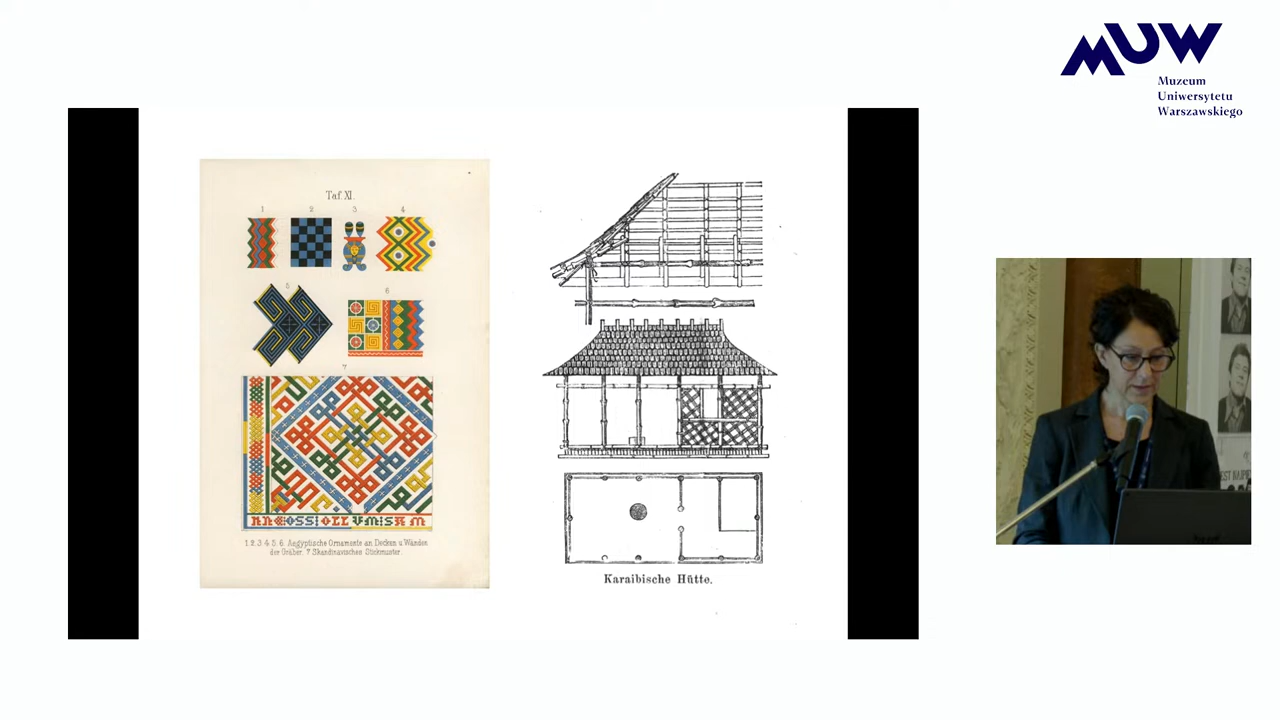 MUW
Muzeum
Uniwersytetu
Warszawskiego
Taf. XI.
1
2
3
4
5
6
7
1. 2. 3. 4. 5. 6. Aegyptische Ornamente an Decken u. Wänden
der Gräber. 7 Skandinavisches Stickmuster.
Karaibische Hütte.